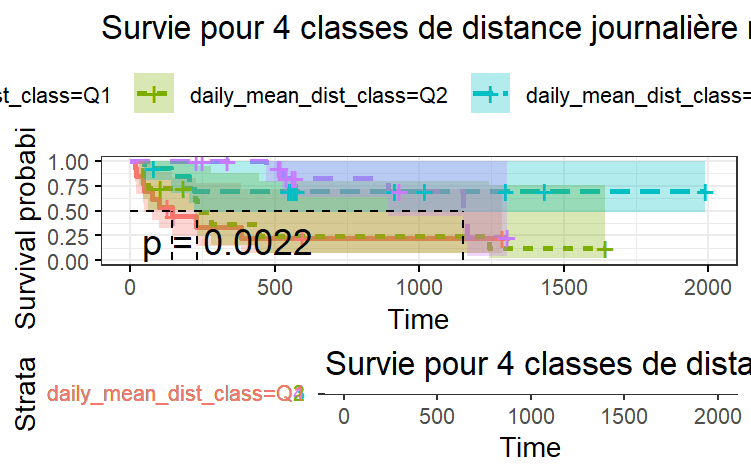 Survie pour 4 classes de distance journalière
st_class=Q1 daily_mean_dist_class=Q2 daily_mean_dist_class=
Survival probabi
1.00
0.75
0.50
0.25
0.00
p = 0.0022
0 500 1000 1500 2000
Time
Survie pour 4 classes de dista
Strata
daily_mean_dist_class=
0 500 1000 1500 2000
Time